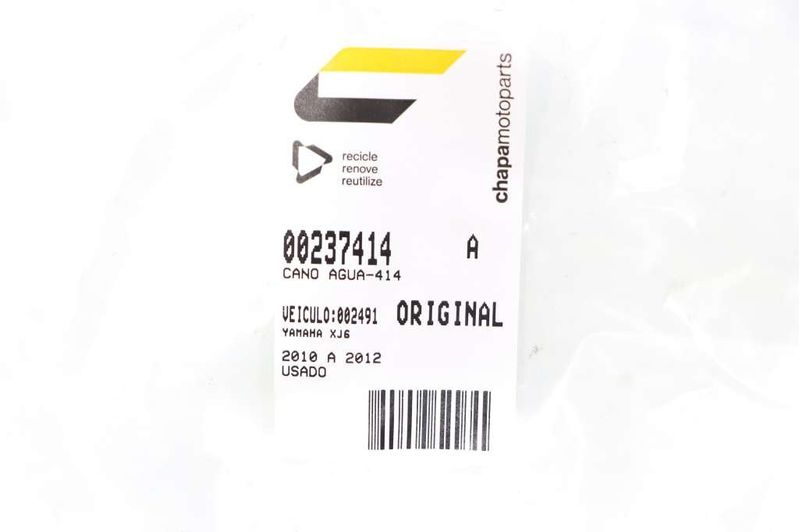 chapamotoparts
recicle
renove
reutilize
00237414 A
CANO AGUA-414
VEICULO:002491 ORIGINAL
YAMAHA XJ6
2010 A 2012
USADO